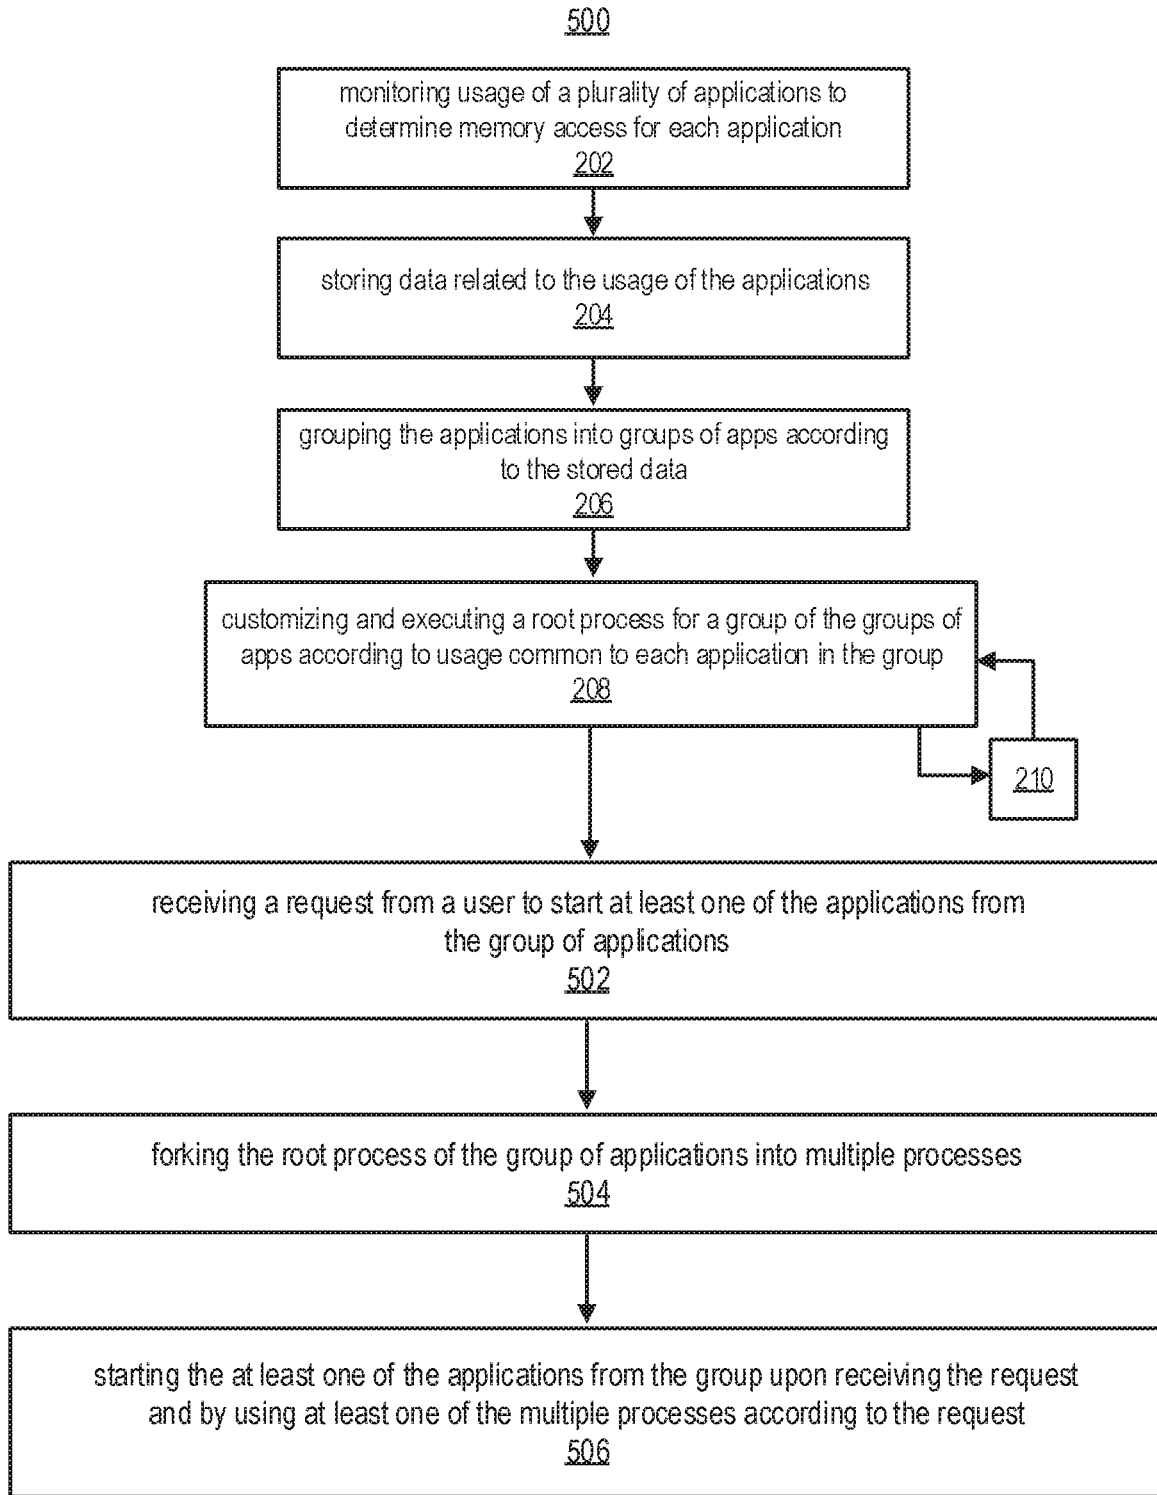 500
monitoring usage of a plurality of applications to
determine memory access for each application
202
storing data related to the usage of the applications
204
grouping the applications into groups of apps according
to the stored data
206
customizing and executing a root process for a group of the groups of
apps according to usage common to each application in the group
208
210
receiving a request from a user to start at least one of the applications from
the group of applications
502
forking the root process of the group of applications into multiple processes
504
starting the at least one of the applications from the group upon receiving the request
and by using at least one of the multiple processes according to the request
506